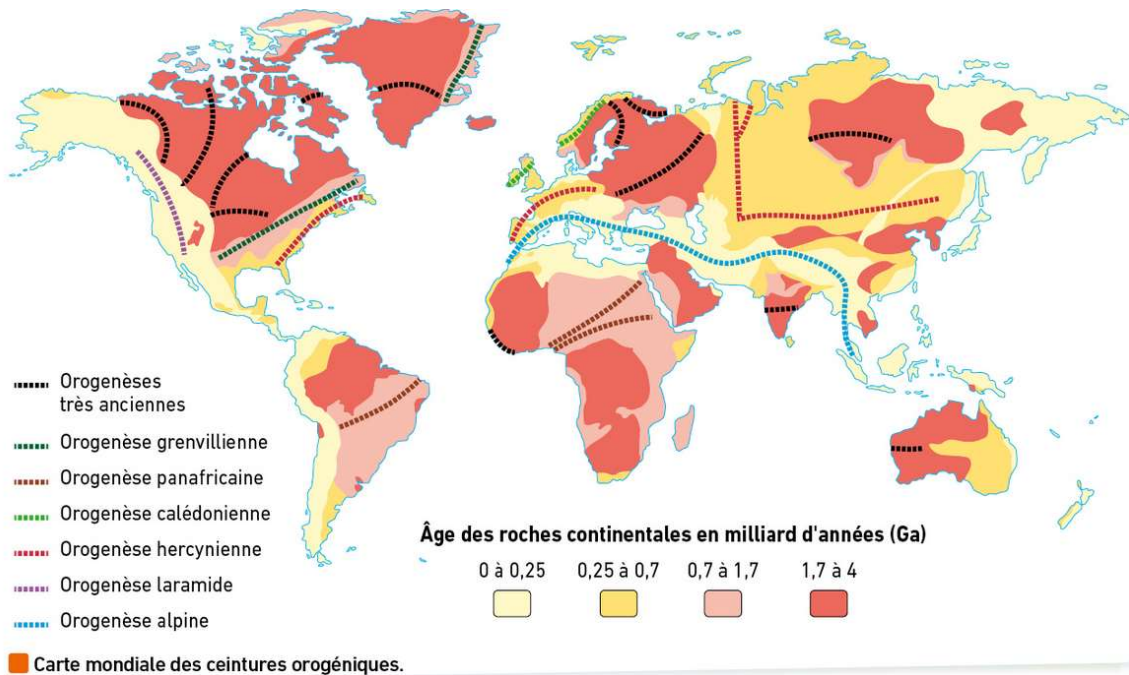 Orogenèses
très anciennes
Orogenèse grenvillienne
Orogenèse panafricaine
Orogenèse calédonienne
Orogenèse hercynienne
Orogenèse laramide
Orogenèse alpine
Âge des roches continentales en milliard d'années (Ga)
0 à 0,25 0,25 à 0,7 0,7 à 1,7 1,7 à 4
Carte mondiale des ceintures orogéniques.